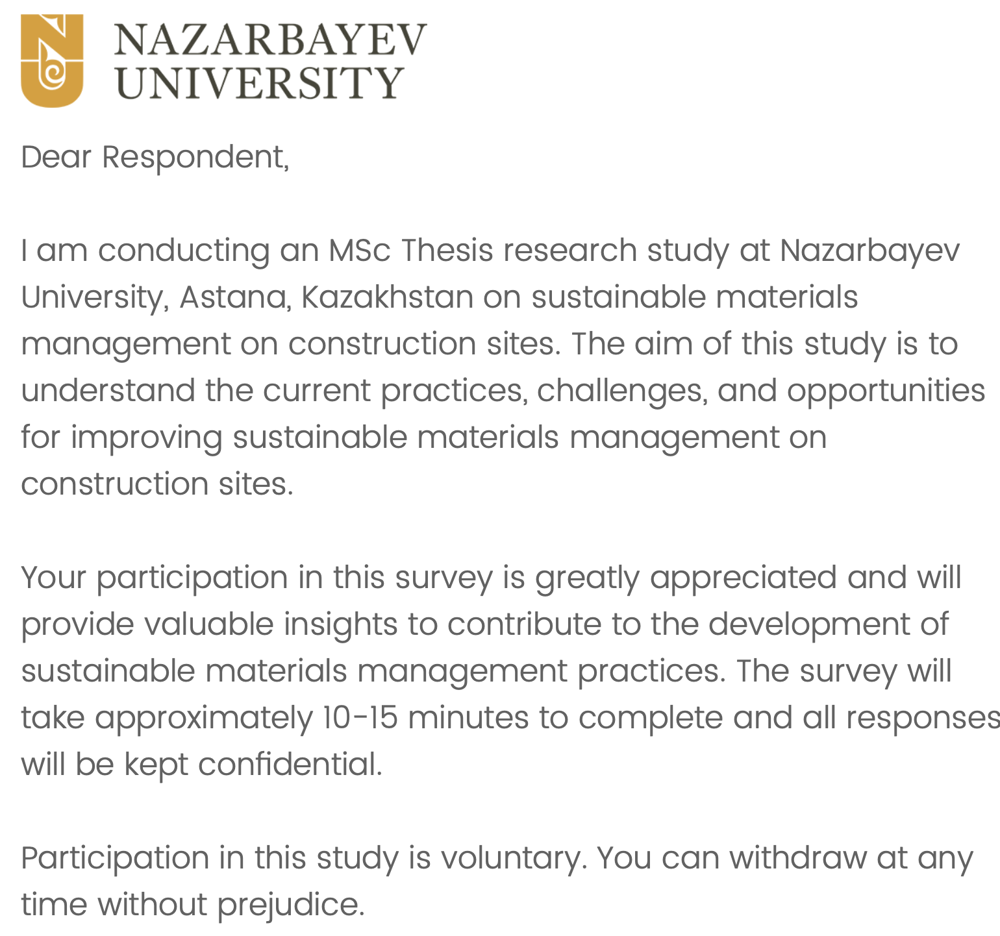 NAZARBAYEV
UNIVERSITY
Dear Respondent,
I am conducting an MSc Thesis research study at Nazarbayev
University, Astana, Kazakhstan on sustainable materials
management on construction sites. The aim of this study is to
understand the current practices, challenges, and opportunities
for improving sustainable materials management on
construction sites.
Your participation in this survey is greatly appreciated and will
provide valuable insights to contribute to the development of
sustainable materials management practices. The survey will
take approximately 10-15 minutes to complete and all responses
will be kept confidential.
Participation in this study is voluntary. You can withdraw at any
time without prejudice.